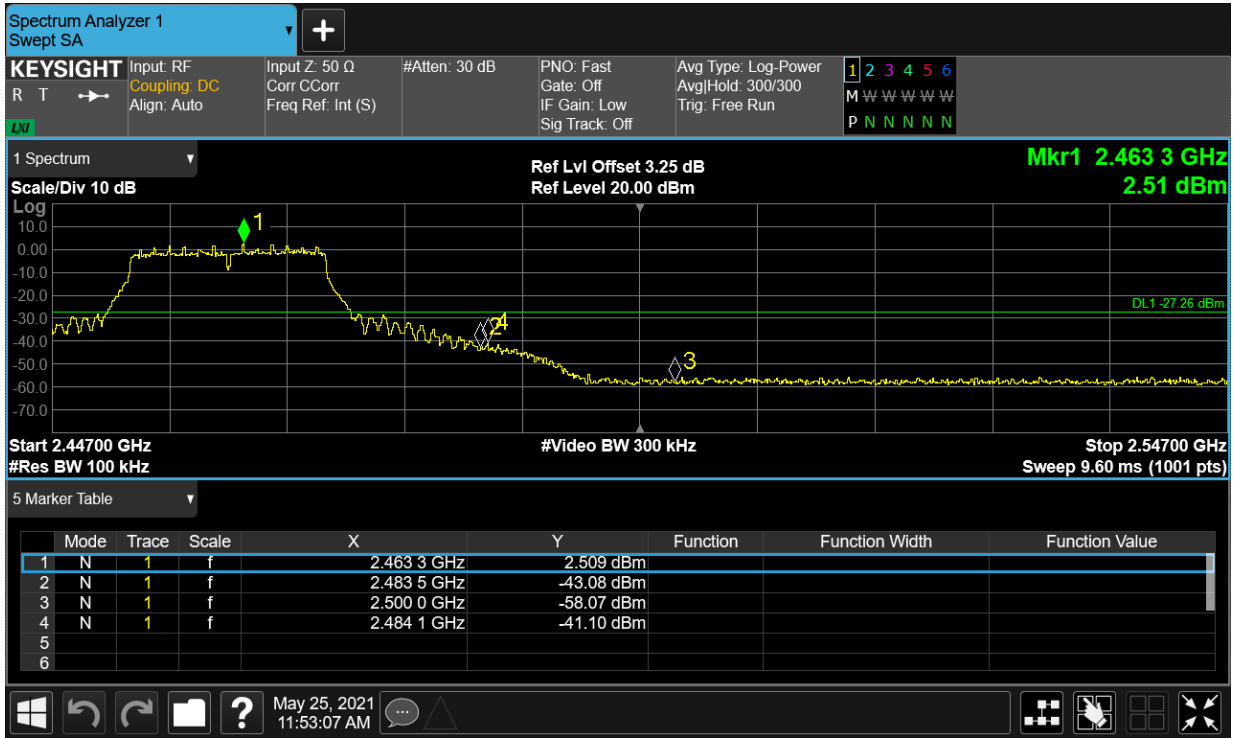 Spectrum Analyzer 1
Swept SA
KEYSIGHT Input: RF Input Z: 50 Ω #Atten: 30 dB PNO: Fast Avg Type: Log-Power 1 2 3 4 5 6
R T Coupling: DC Corr CCorr Gate: Off Avg|Hold: 300/300 M W W W W W
Align: Auto Freq Ref: Int (S) IF Gain: Low Trig: Free Run
LXI Sig Track: Off P N N N N N
1 Spectrum Ref Lvl Offset 3.25 dB Mkr1 2.463 3 GHz
Scale/Div 10 dB Ref Level 20.00 dBm 2.51 dBm
Log
10.0
0.00
-10.0
-20.0
-30.0
-40.0
-50.0
-60.0
-70.0
1
DL1 -27.26 dBm
2 4
3
Start 2.44700 GHz #Video BW 300 kHz Stop 2.54700 GHz
#Res BW 100 kHz Sweep 9.60 ms (1001 pts)
5 Marker Table
Mode Trace Scale X Y Function Function Width Function Value
1 N 1 f 2.463 3 GHz 2.509 dBm
2 N 1 f 2.483 5 GHz -43.08 dBm
3 N 1 f 2.500 0 GHz -58.07 dBm
4 N 1 f 2.484 1 GHz -41.10 dBm
5
6
? May 25, 2021
11:53:07 AM